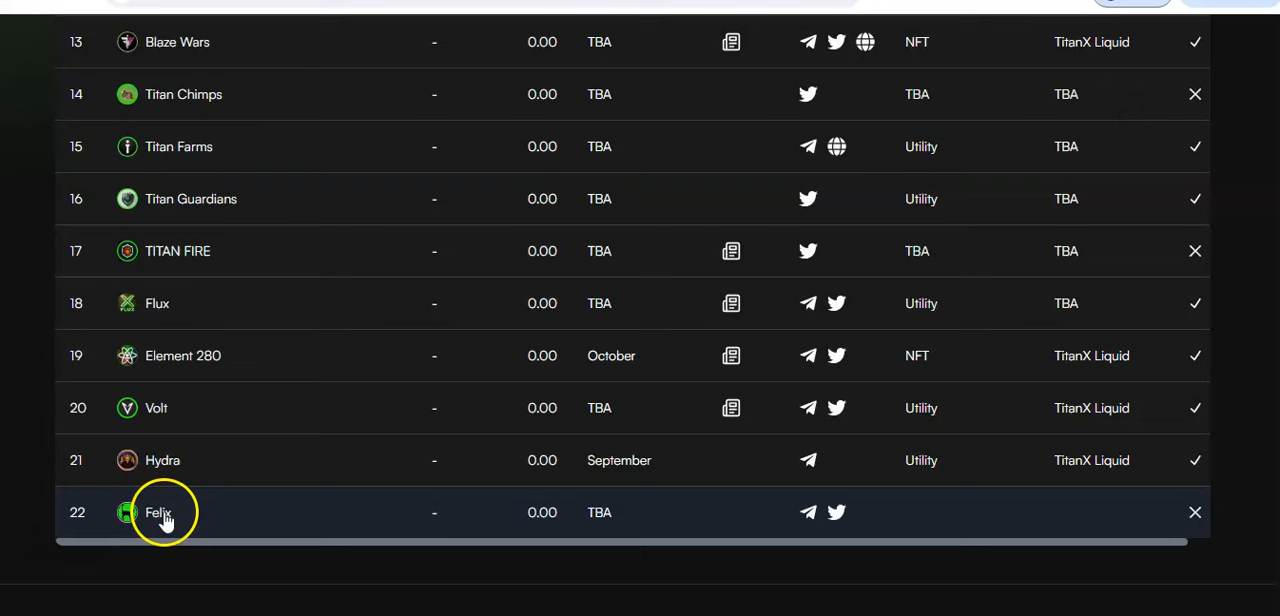 13 Blaze Wars - 0.00 TBA NFT TitanX Liquid
14 Titan Chimps - 0.00 TBA TBA TBA
15 Titan Farms - 0.00 TBA Utility TBA
16 Titan Guardians - 0.00 TBA Utility TBA
17 TITAN FIRE - 0.00 TBA TBA TBA
18 Flux - 0.00 TBA Utility TBA
19 Element 280 - 0.00 October NFT TitanX Liquid
20 Volt - 0.00 TBA Utility TitanX Liquid
21 Hydra - 0.00 September Utility TitanX Liquid
22 Felix - 0.00 TBA